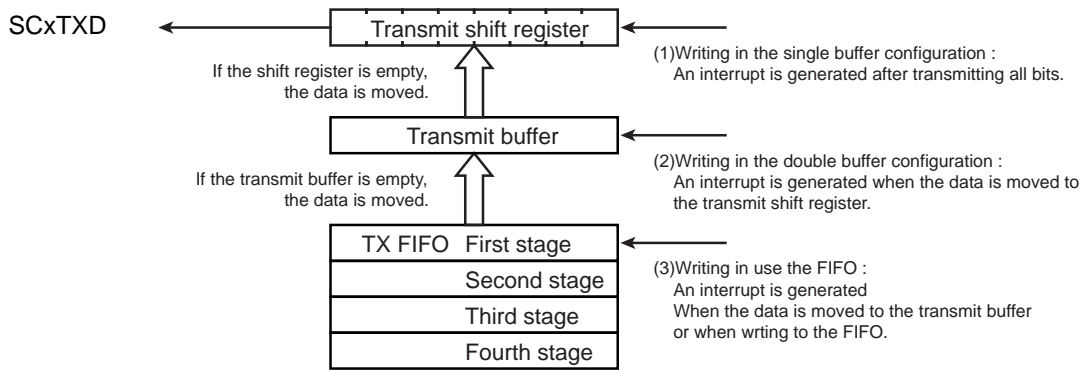 SCxTXD
Transmit shift register
(1)Writing in the single buffer configuration :
An interrupt is generated after transmitting all bits.
If the shift register is empty,
the data is moved.
Transmit buffer
(2)Writing in the double buffer configuration :
An interrupt is generated when the data is moved to
the transmit shift register.
If the transmit buffer is empty,
the data is moved.
TX FIFO First stage
Second stage
Third stage
Fourth stage
(3)Writing in use the FIFO :
An interrupt is generated
When the data is moved to the transmit buffer
or when wrting to the FIFO.